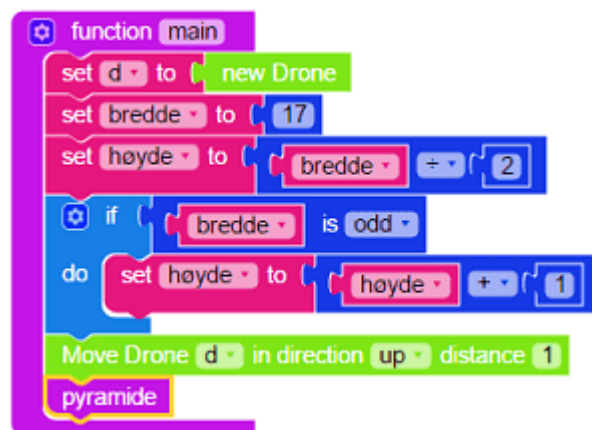 function main
set d to new Drone
set bredde to 17
set høyde to bredde ÷ 2
if bredde is odd
do set høyde to høyde + 1
Move Drone d in direction up distance 1
pyramide